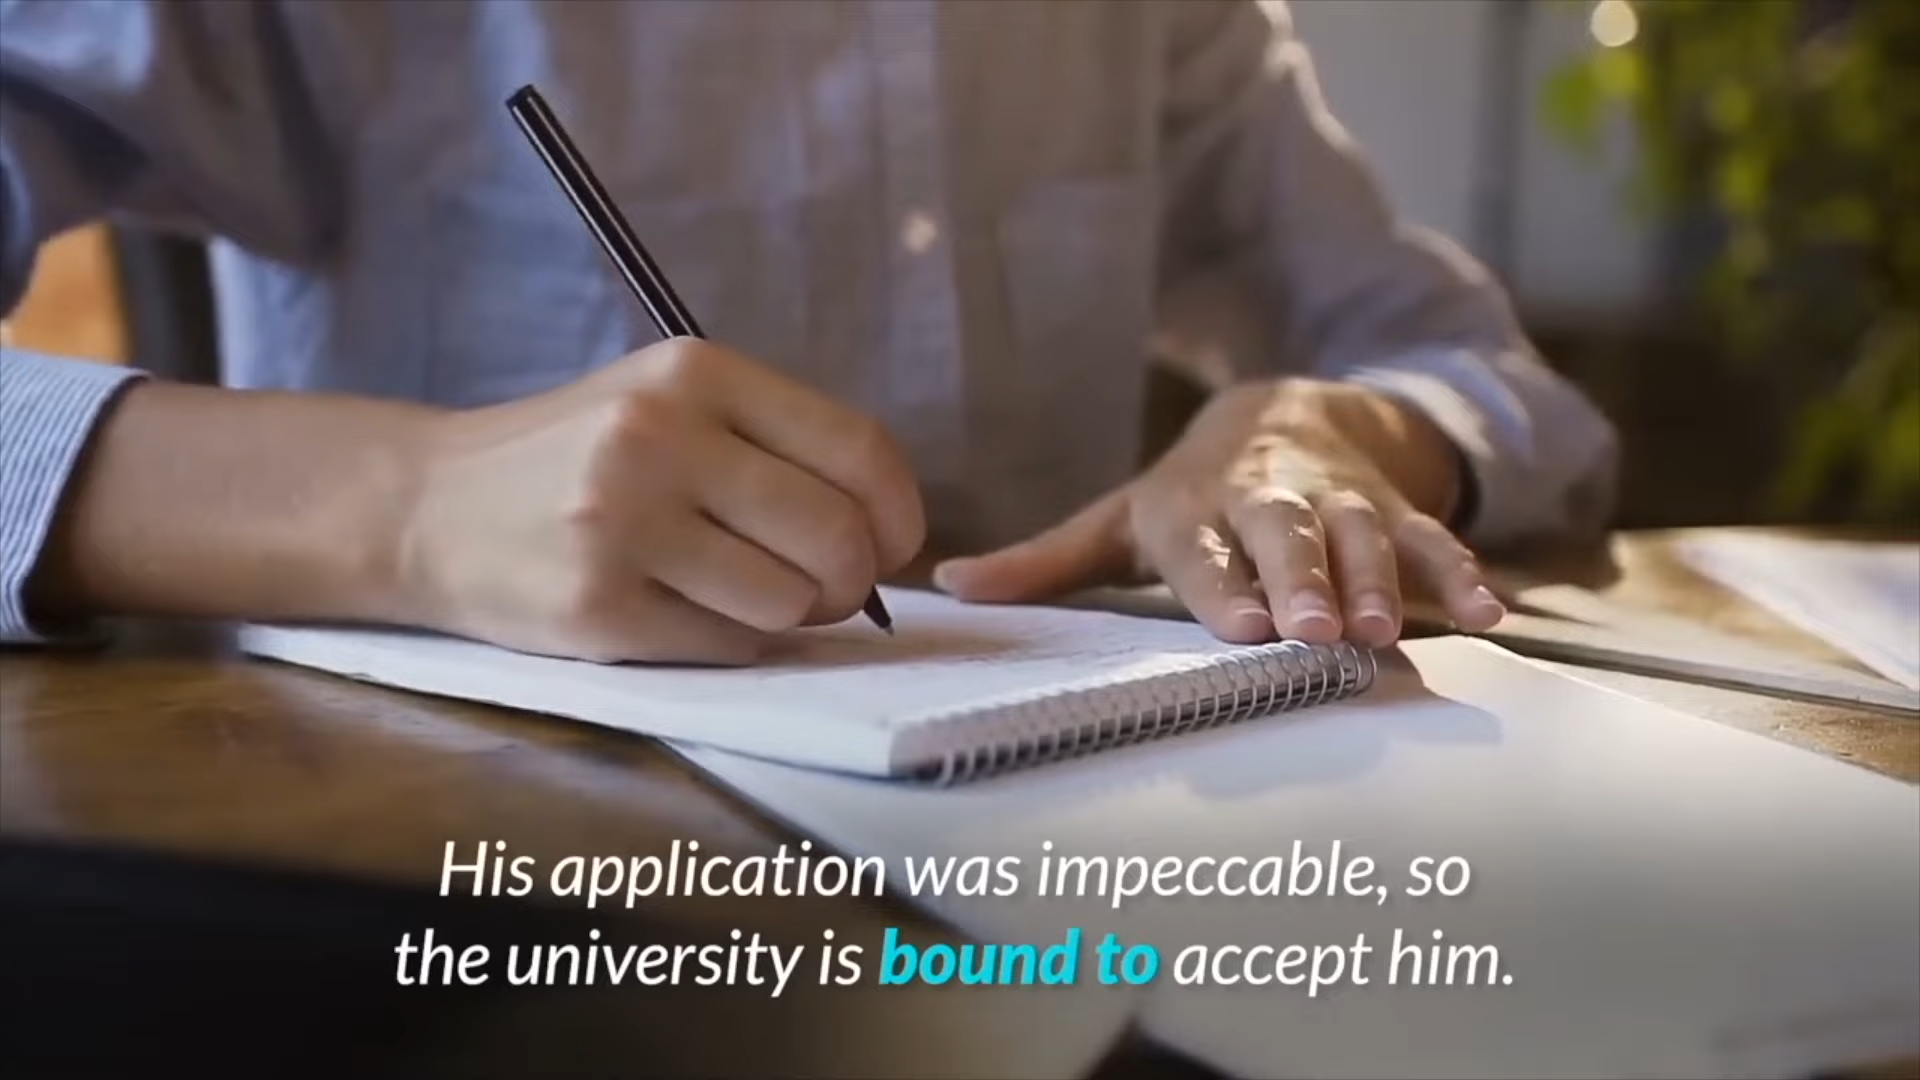 His application was impeccable, so
the university is bound to accept him.